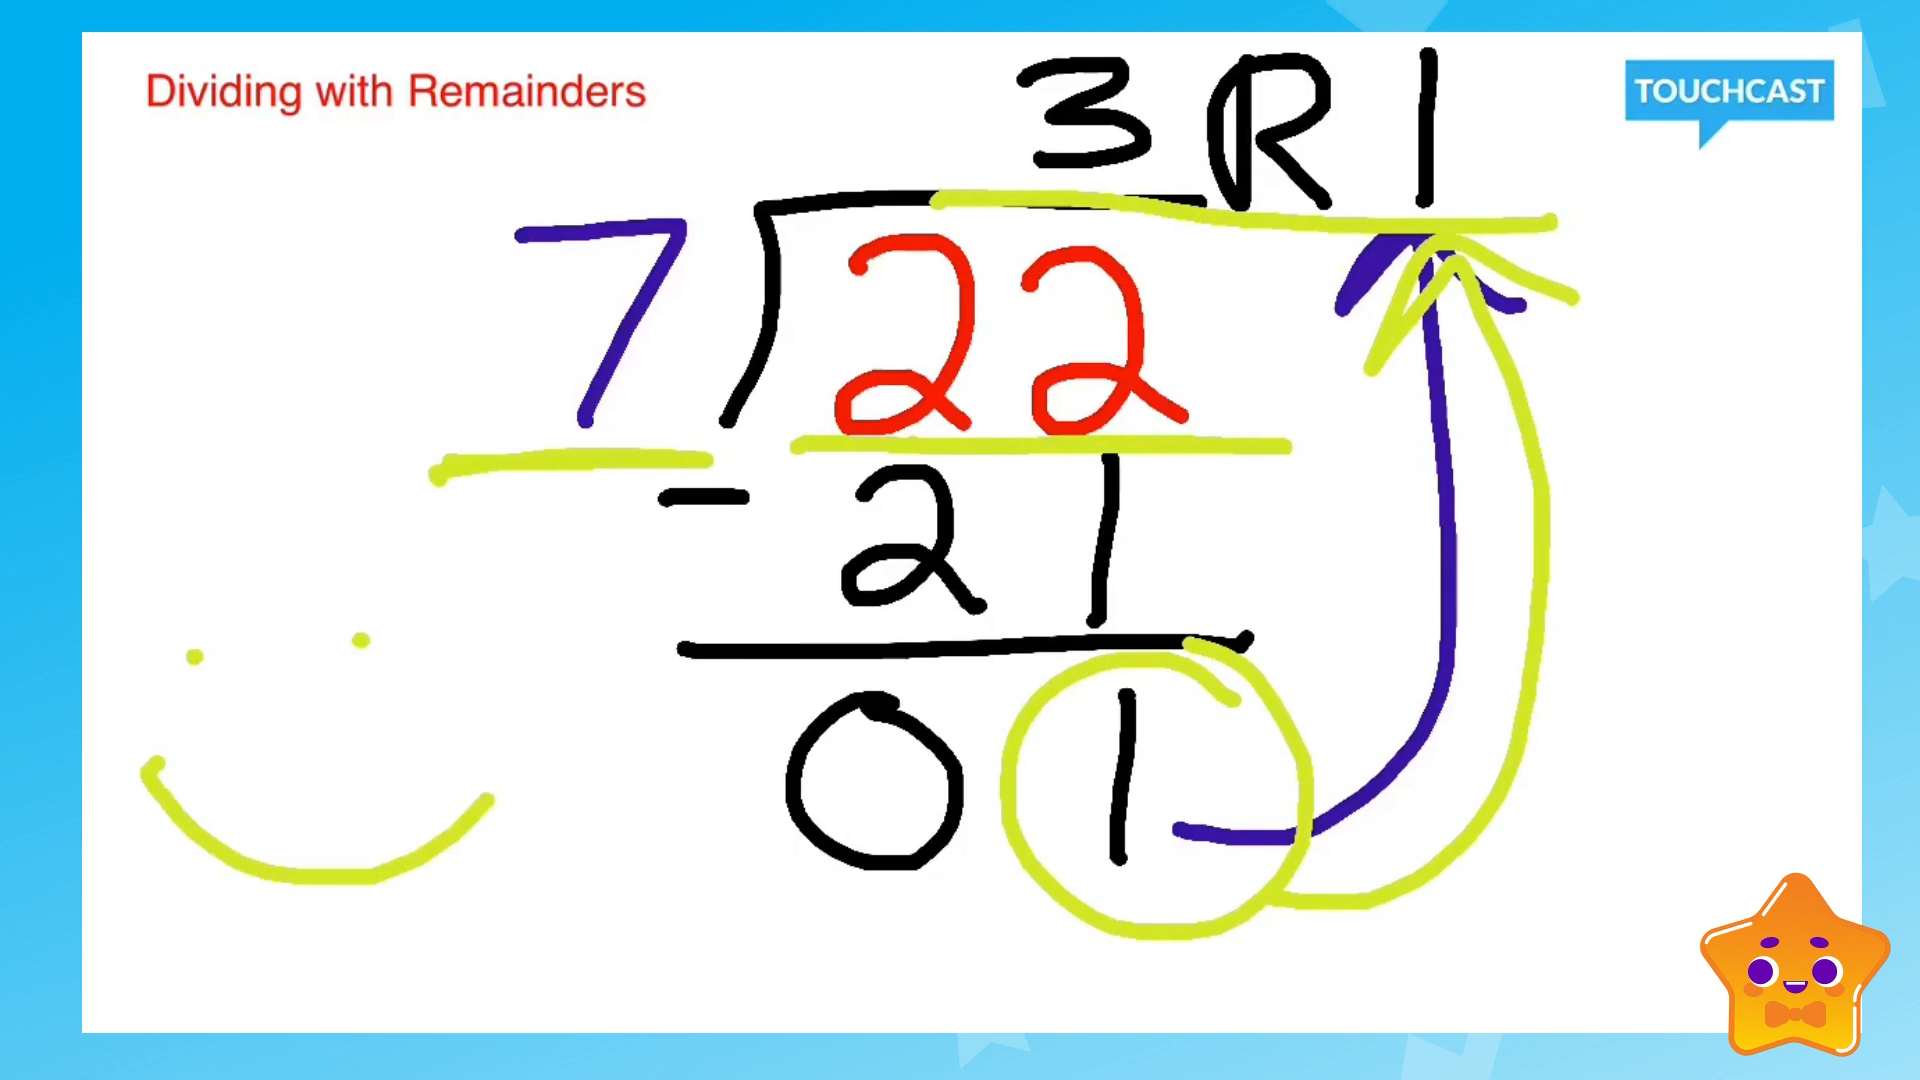 Dividing with Remainders
TOUCHCAST
3 R 1
7 22
- 21
01